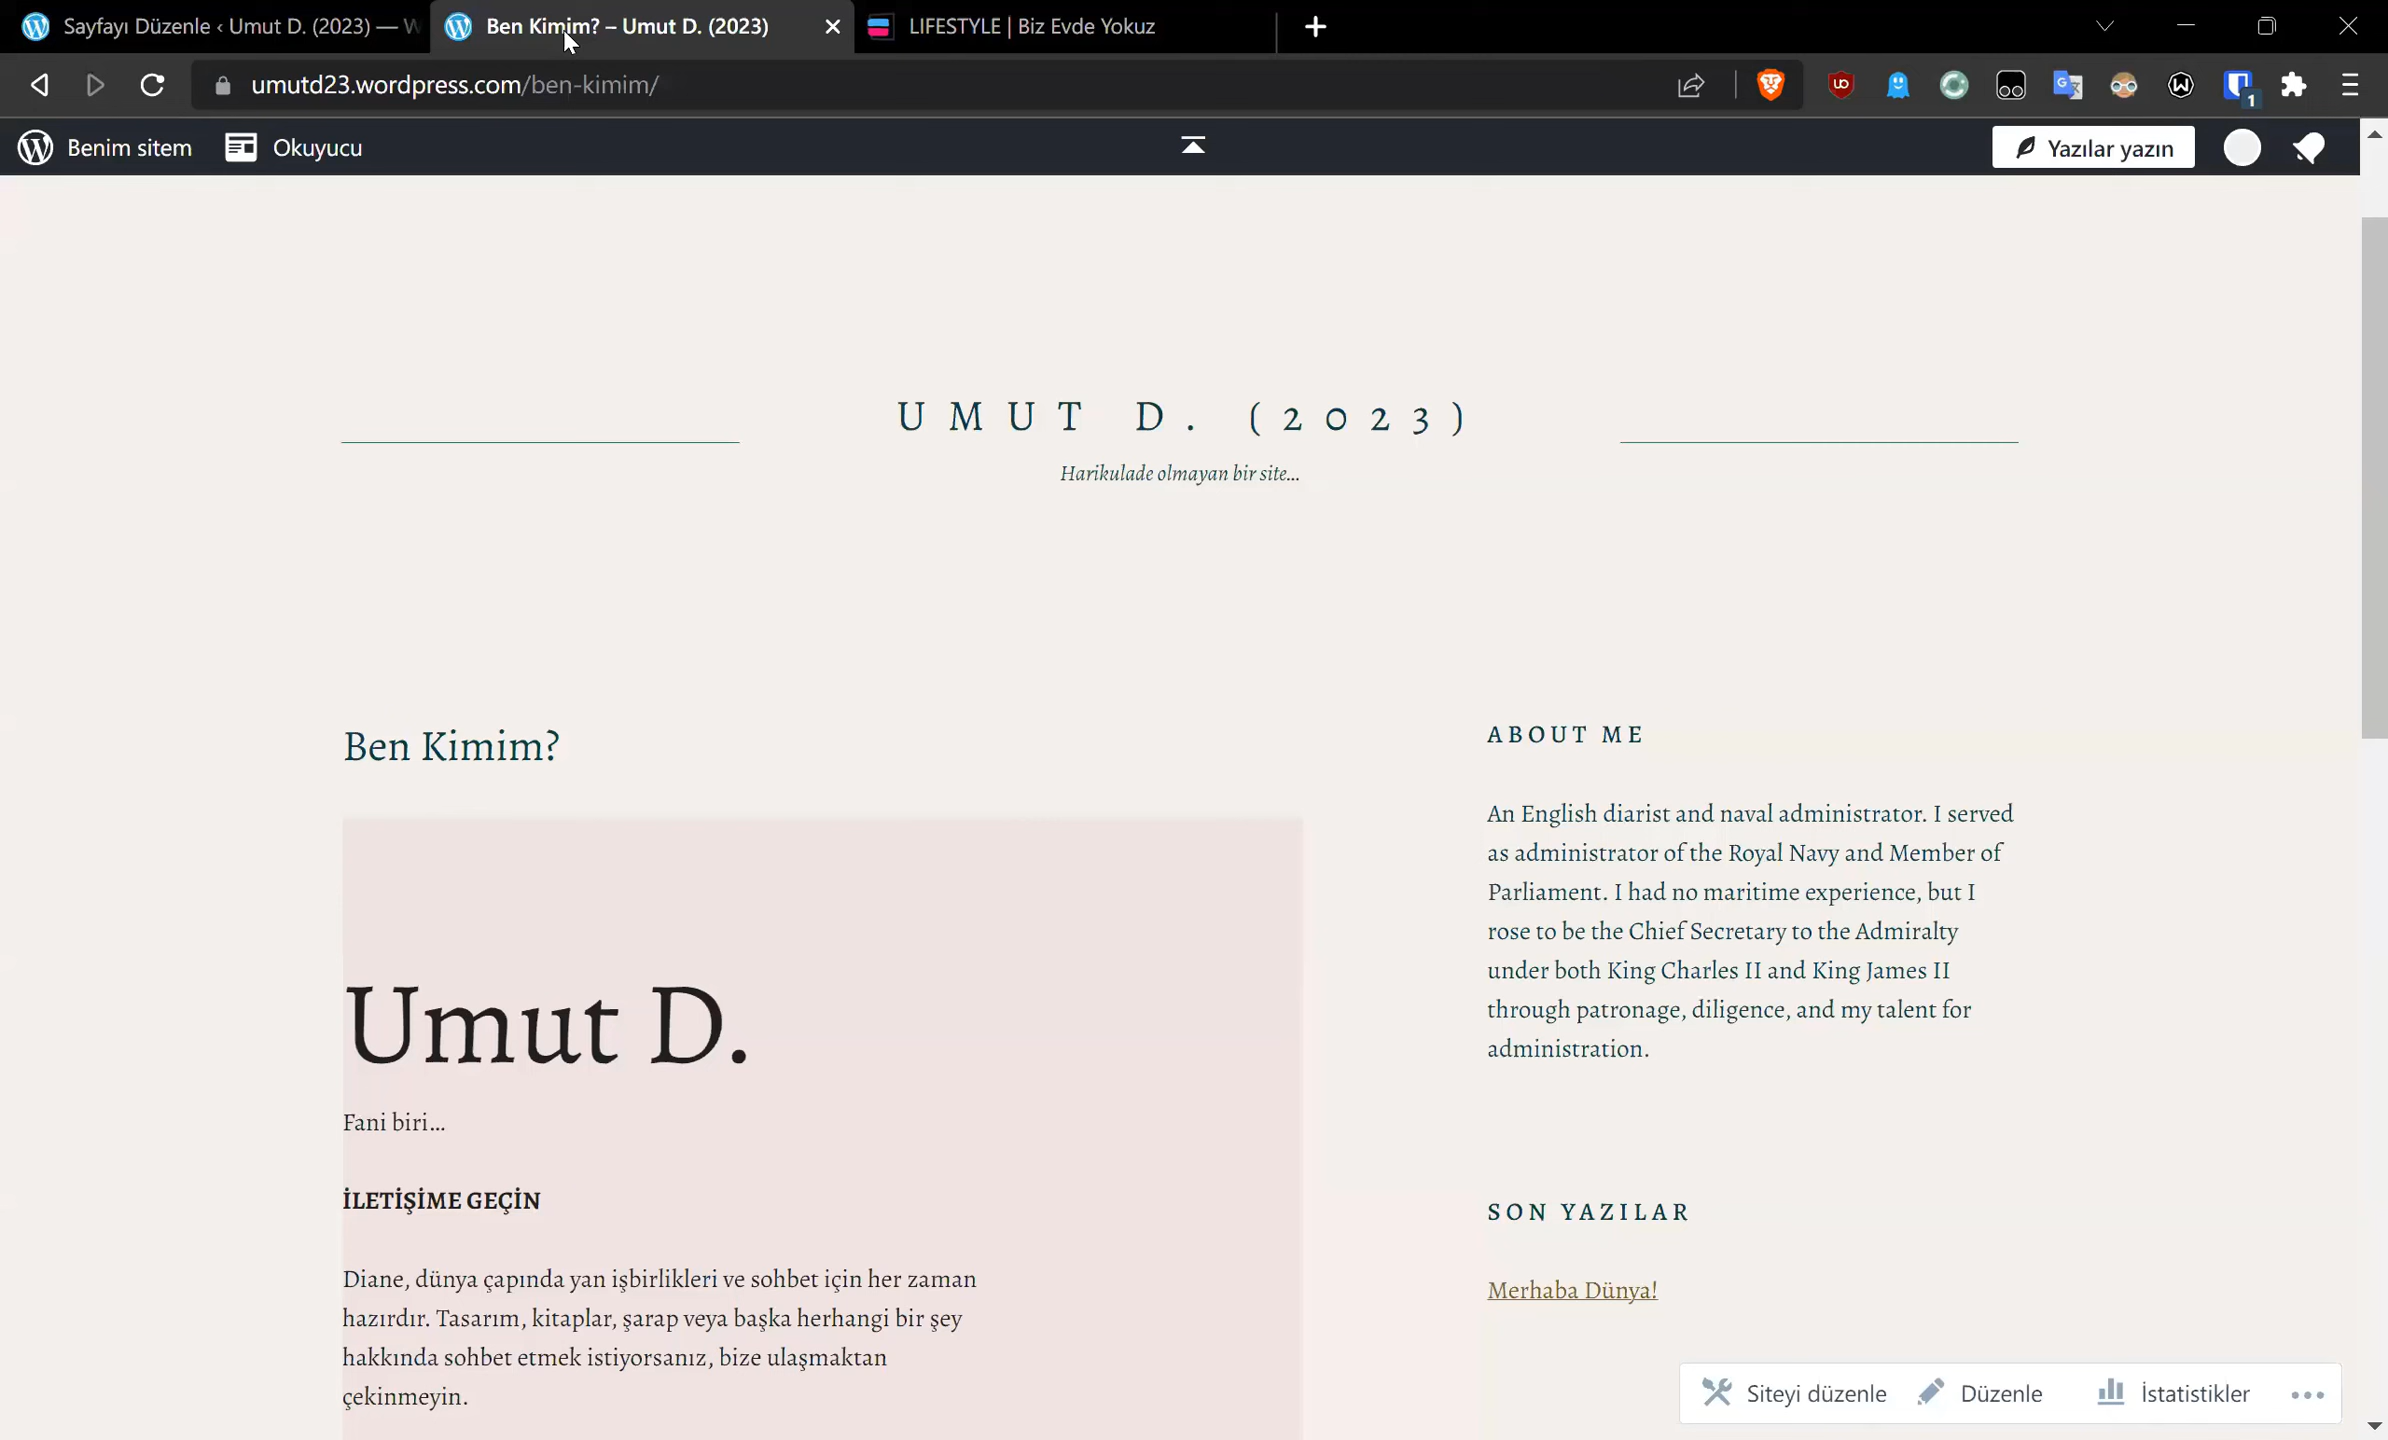 Sayfayı Düzenle ‹ Umut D. (2023) — W
Ben Kimim? – Umut D. (2023)
LIFESTYLE | Biz Evde Yokuz
umutd23.wordpress.com/ben-kimim/
1
Benim sitem
Okuyucu
Yazılar yazın
UMUT D. (2023)
Harikulade olmayan bir site...
Ben Kimim?
Umut D.
Fani biri...
İLETİŞİME GEÇİN
Diane, dünya çapında yan işbirlikleri ve sohbet için her zaman
hazırdır. Tasarım, kitaplar, şarap veya başka herhangi bir şey
hakkında sohbet etmek istiyorsanız, bize ulaşmaktan
çekinmeyin.
ABOUT ME
An English diarist and naval administrator. I served
as administrator of the Royal Navy and Member of
Parliament. I had no maritime experience, but I
rose to be the Chief Secretary to the Admiralty
under both King Charles II and King James II
through patronage, diligence, and my talent for
administration.
SON YAZILAR
Merhaba Dünya!
Siteyi düzenle
Düzenle
İstatistikler